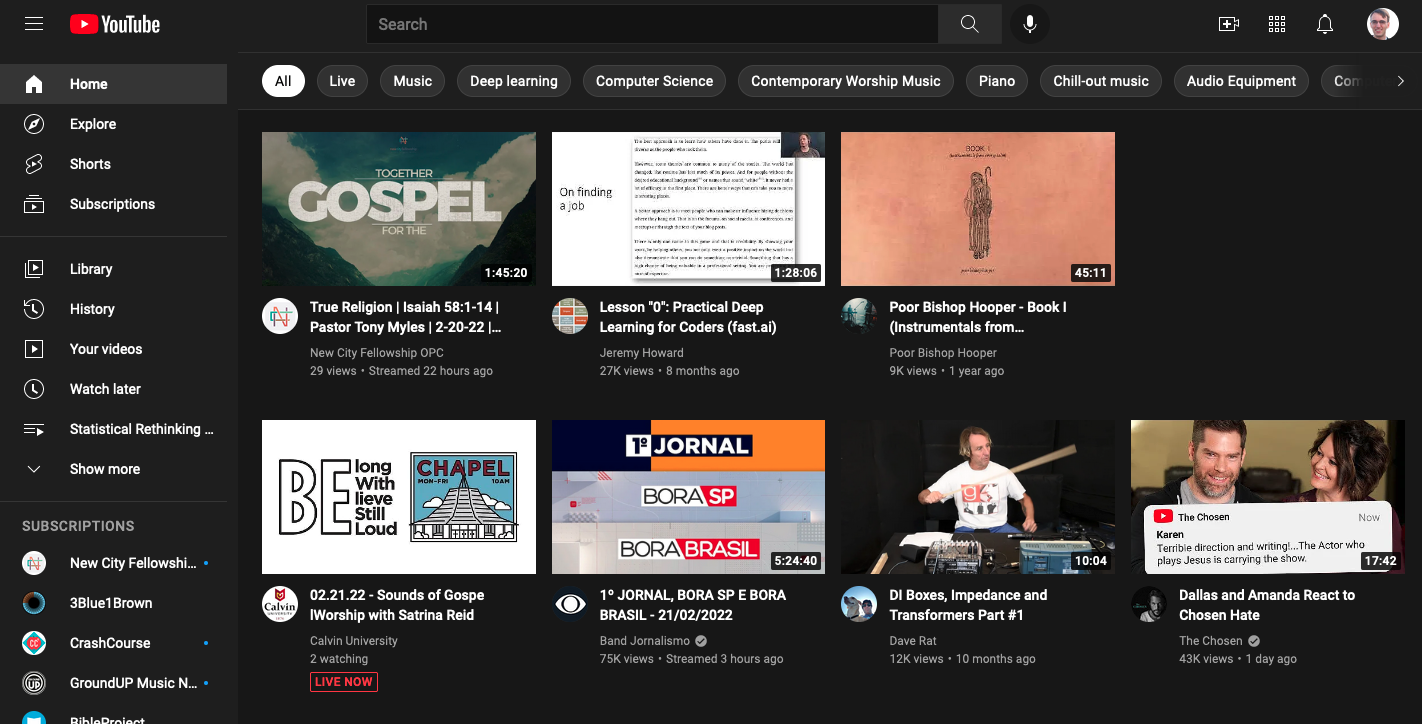 YouTube
Search
Home
Explore
Shorts
Subscriptions
Library
History
Your videos
Watch later
Statistical Rethinking ...
Show more
SUBSCRIPTIONS
New City Fellowshi...
3Blue1Brown
CrashCourse
GroundUP Music N...
BibleProject
All
Live
Music
Deep learning
Computer Science
Contemporary Worship Music
Piano
Chill-out music
Audio Equipment
TOGETHER
GOSPEL
FOR THE
1:45:20
True Religion | Isaiah 58:1-14 |
Pastor Tony Myles | 2-20-22 |...
New City Fellowship OPC
29 views • Streamed 22 hours ago
On finding
a job
1:28:06
Lesson "0": Practical Deep
Learning for Coders (fast.ai)
Jeremy Howard
27K views • 8 months ago
BOOK I
45:11
Poor Bishop Hooper - Book I
(Instrumentals from...
Poor Bishop Hooper
9K views • 1 year ago
BE
long
With
lieve
Still
Loud
CHAPEL
MON-FRI 10AM
Calvin
UNIVERSITY
02.21.22 - Sounds of Gospe
lWorship with Satrina Reid
Calvin University
2 watching
LIVE NOW
1º JORNAL
BORA SP
BORA BRASIL
5:24:40
1º JORNAL, BORA SP E BORA
BRASIL - 21/02/2022
Band Jornalismo
75K views • Streamed 3 hours ago
10:04
DI Boxes, Impedance and
Transformers Part #1
Dave Rat
12K views • 10 months ago
The Chosen Now
Karen
Terrible direction and writing!...The Actor who
plays Jesus is carrying the show.
17:42
Dallas and Amanda React to
Chosen Hate
The Chosen
43K views • 1 day ago